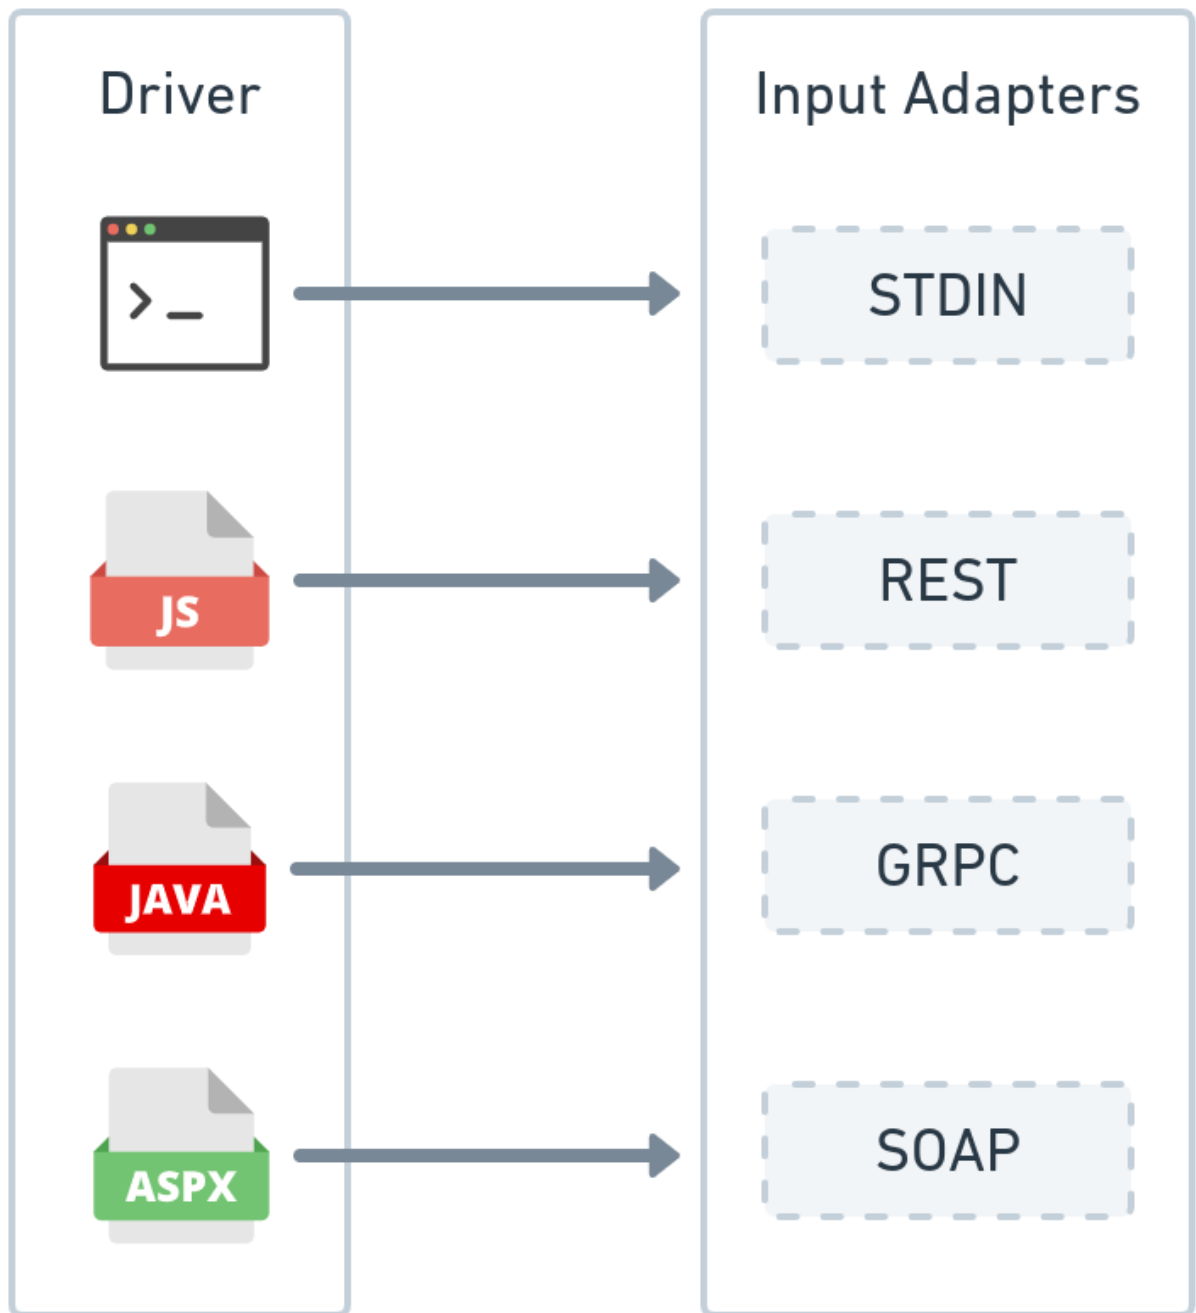 Driver
Input Adapters
>_
STDIN
JS
REST
JAVA
GRPC
ASPX
SOAP